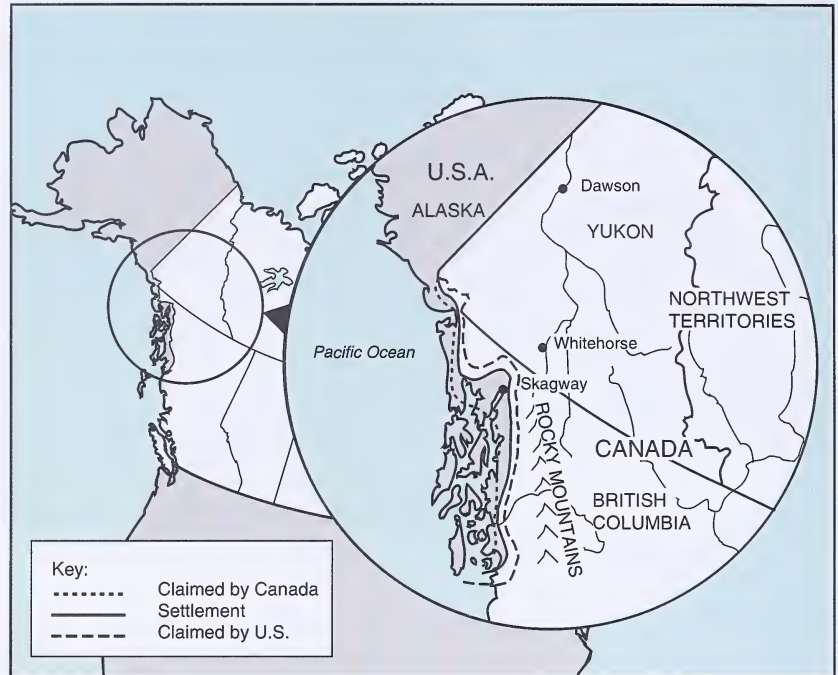 U.S.A.
ALASKA
Dawson
YUKON
NORTHWEST
TERRITORIES
Pacific Ocean
Whitehorse
Skagway
ROCKY MOUNTAINS
CANADA
BRITISH
COLUMBIA
Key:
Claimed by Canada
Settlement
Claimed by U.S.